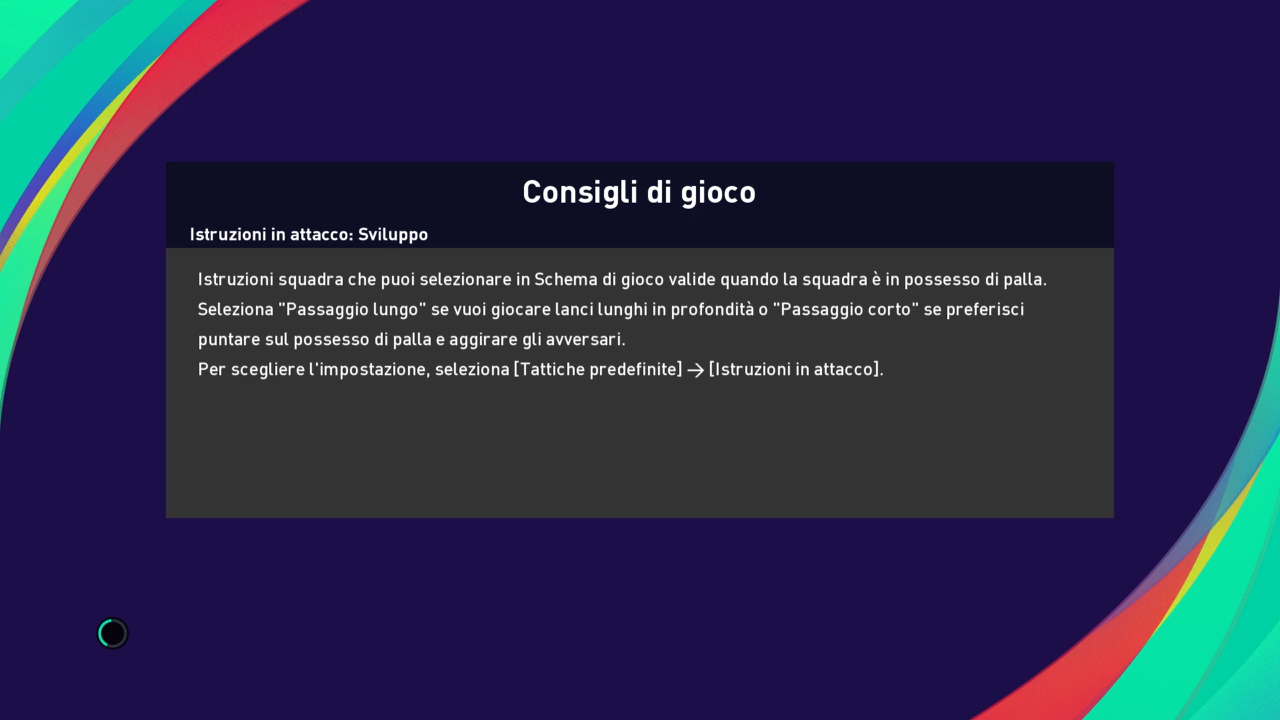 Consigli di gioco
Istruzioni in attacco: Sviluppo
Istruzioni squadra che puoi selezionare in Schema di gioco valide quando la squadra è in possesso di palla.
Seleziona "Passaggio lungo" se vuoi giocare lanci lunghi in profondità o "Passaggio corto" se preferisci
puntare sul possesso di palla e aggirare gli avversari.
Per scegliere l'impostazione, seleziona [Tattiche predefinite] → [Istruzioni in attacco].